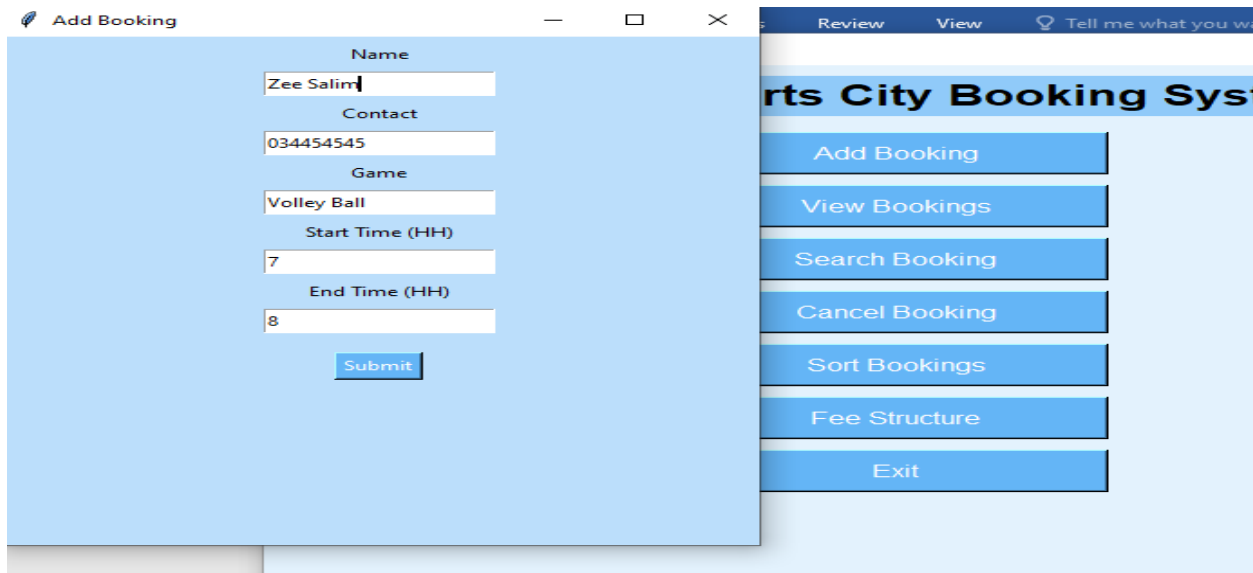 Add Booking
Name
Zee Salim
Contact
034454545
Game
Volley Ball
Start Time (HH)
7
End Time (HH)
8
Submit
Review View Tell me what you wa
rts City Booking Syst
Add Booking
View Bookings
Search Booking
Cancel Booking
Sort Bookings
Fee Structure
Exit